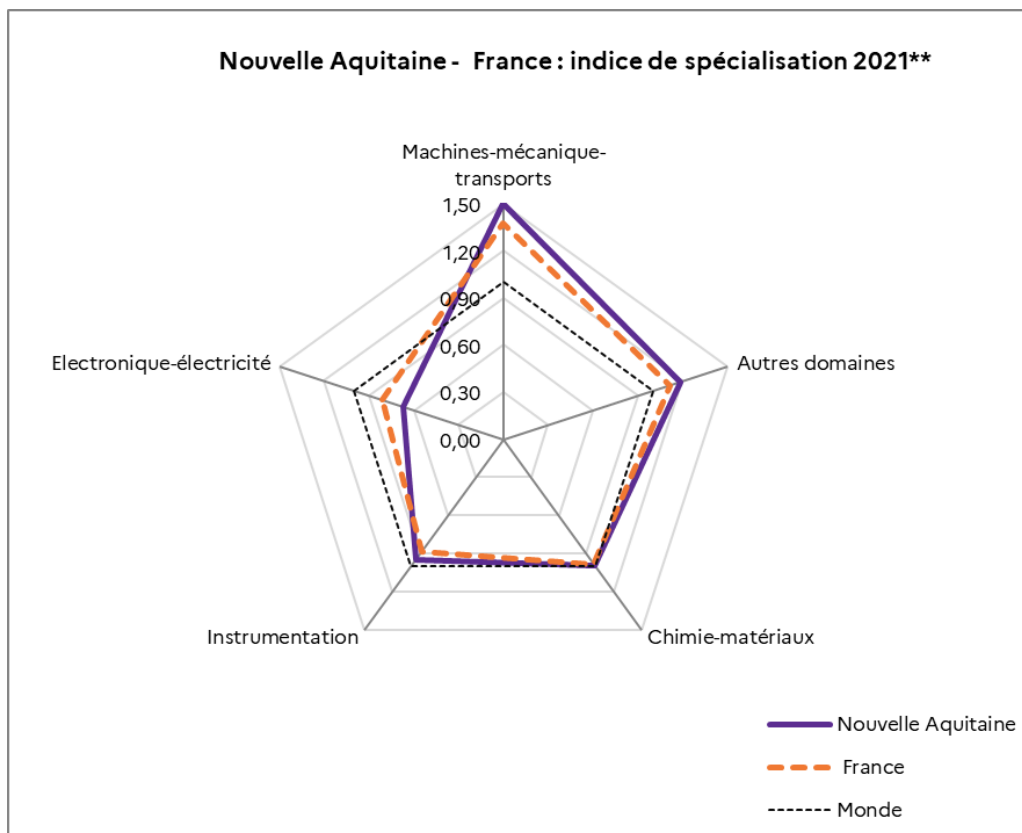 Nouvelle Aquitaine - France : indice de spécialisation 2021**
Machines-mécanique-
transports
1,50
1,20
0,90
0,60
0,30
0,00
Electronique-électricité
Autres domaines
Instrumentation
Chimie-matériaux
Nouvelle Aquitaine
France
Monde